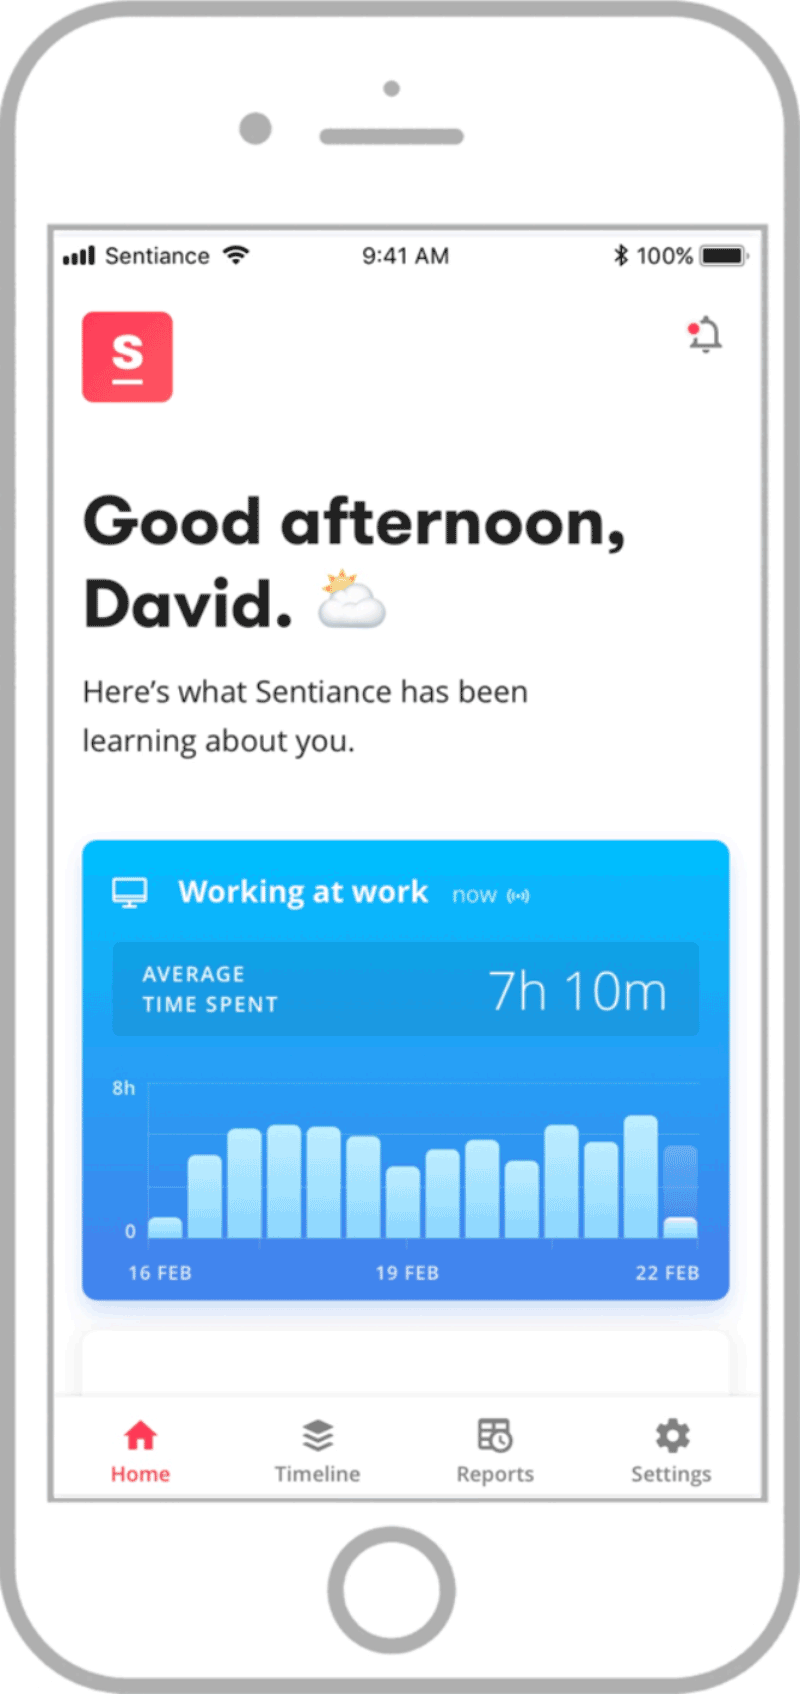 Sentiance 9:41 AM 100%
S
Good afternoon,
David.
Here's what Sentiance has been
learning about you.
Working at work now
AVERAGE
TIME SPENT
7h 10m
8h
0
16 FEB 19 FEB 22 FEB
Home Timeline Reports Settings